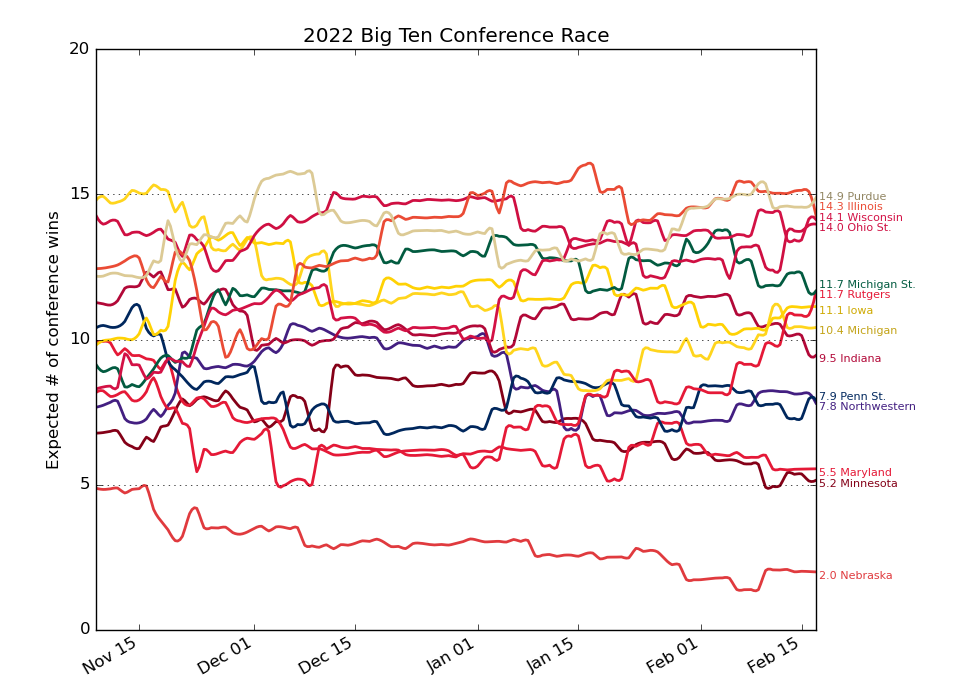 2022 Big Ten Conference Race
Expected # of conference wins
20
15
10
5
0
14.9 Purdue
14.3 Illinois
14.1 Wisconsin
14.0 Ohio St.
11.7 Michigan St.
11.7 Rutgers
11.1 Iowa
10.4 Michigan
9.5 Indiana
7.9 Penn St.
7.8 Northwestern
5.5 Maryland
5.2 Minnesota
2.0 Nebraska
Nov 15
Dec 01
Dec 15
Jan 01
Jan 15
Feb 01
Feb 15